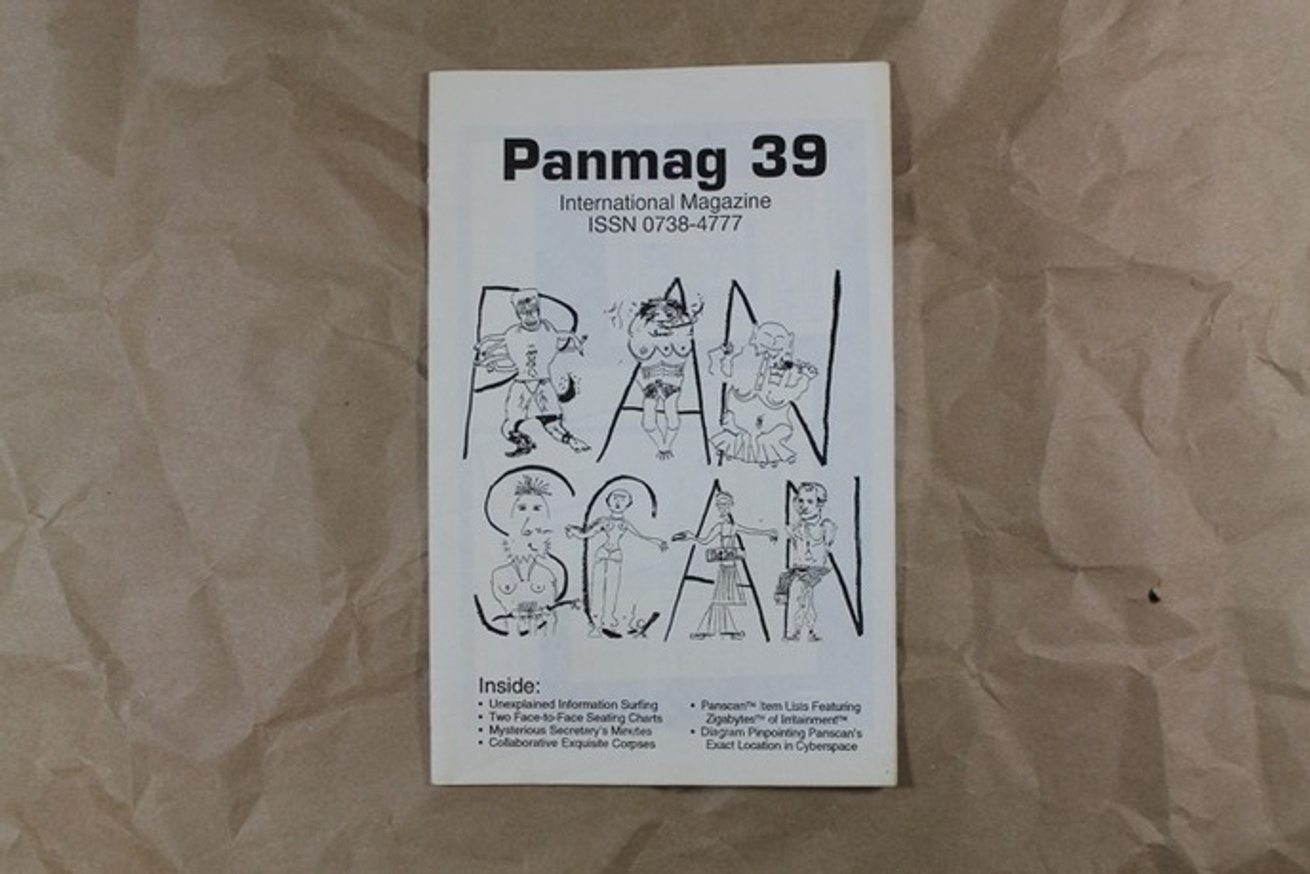 Panmag 39
International Magazine
ISSN 0738-4777
PAN
SCAN
Inside:
• Unexplained Information Surfing
• Two Face-to-Face Seating Charts
• Mysterious Secretary's Minutes
• Collaborative Exquisite Corpses
• Panscan™ Item Lists Featuring
Zigabytes™ of Irritainment™
• Diagram Pinpointing Panscan's
Exact Location in Cyberspace